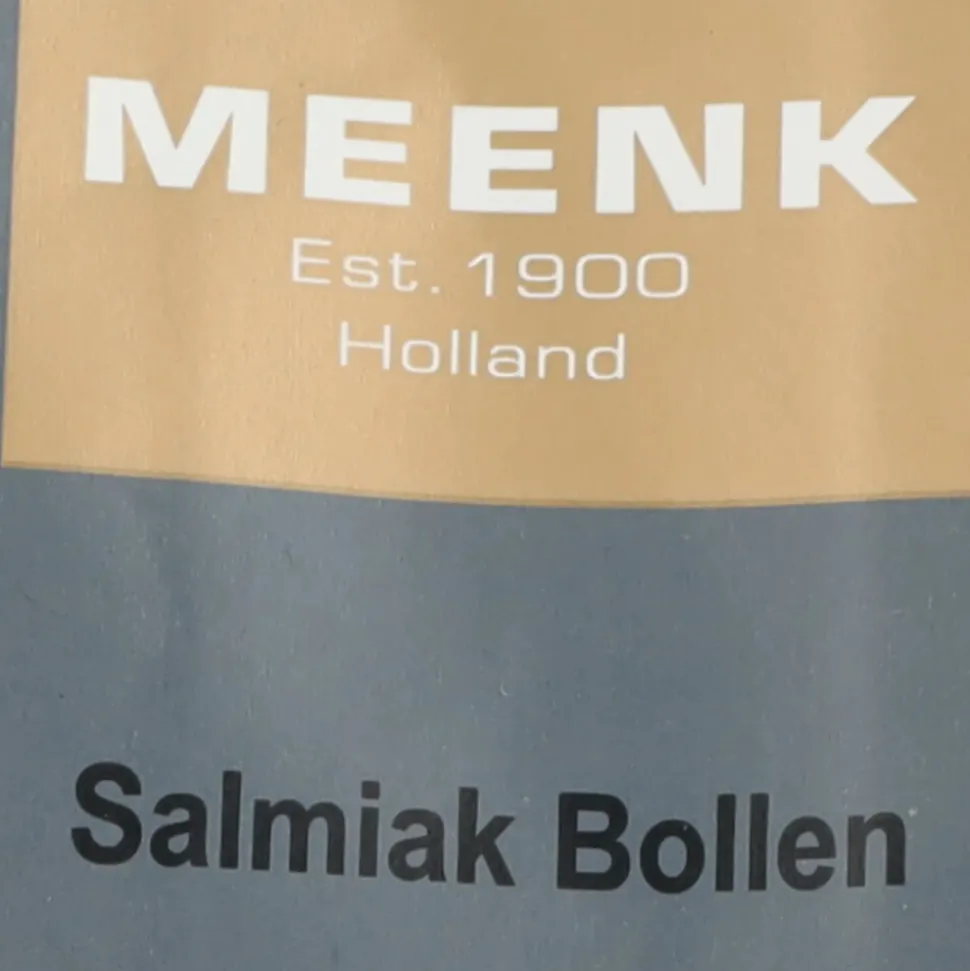 MEENK
Est. 1900
Holland
Salmiak Bollen